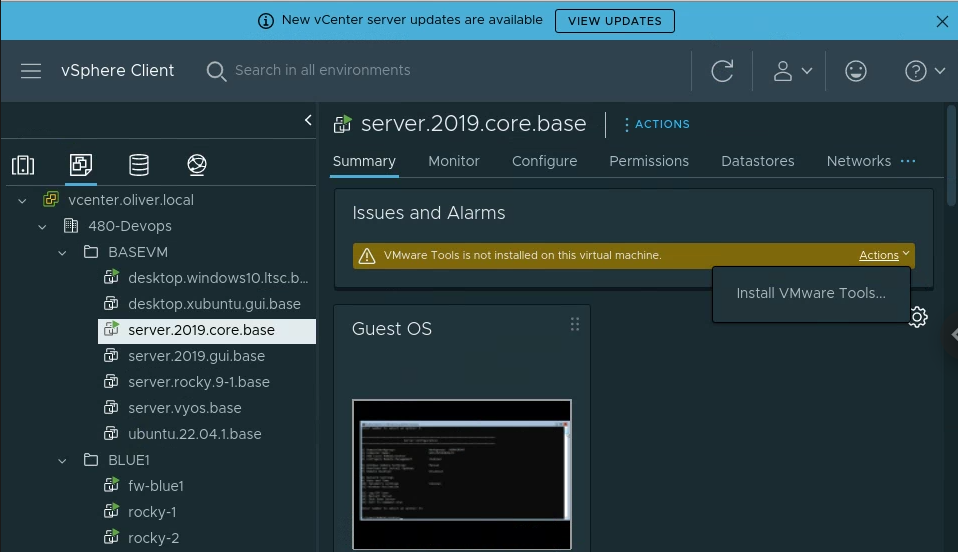 New vCenter server updates are available VIEW UPDATES
vSphere Client Search in all environments
server.2019.core.base ACTIONS
Summary Monitor Configure Permissions Datastores Networks ...
vcenter.oliver.local
480-Devops
BASEVM
desktop.windows10.ltsc.b...
desktop.xubuntu.gui.base
server.2019.core.base
server.2019.gui.base
server.rocky.9-1.base
server.vyos.base
ubuntu.22.04.1.base
BLUE1
fw-blue1
rocky-1
rocky-2
Issues and Alarms
VMware Tools is not installed on this virtual machine. Actions
Install VMware Tools...
Guest OS